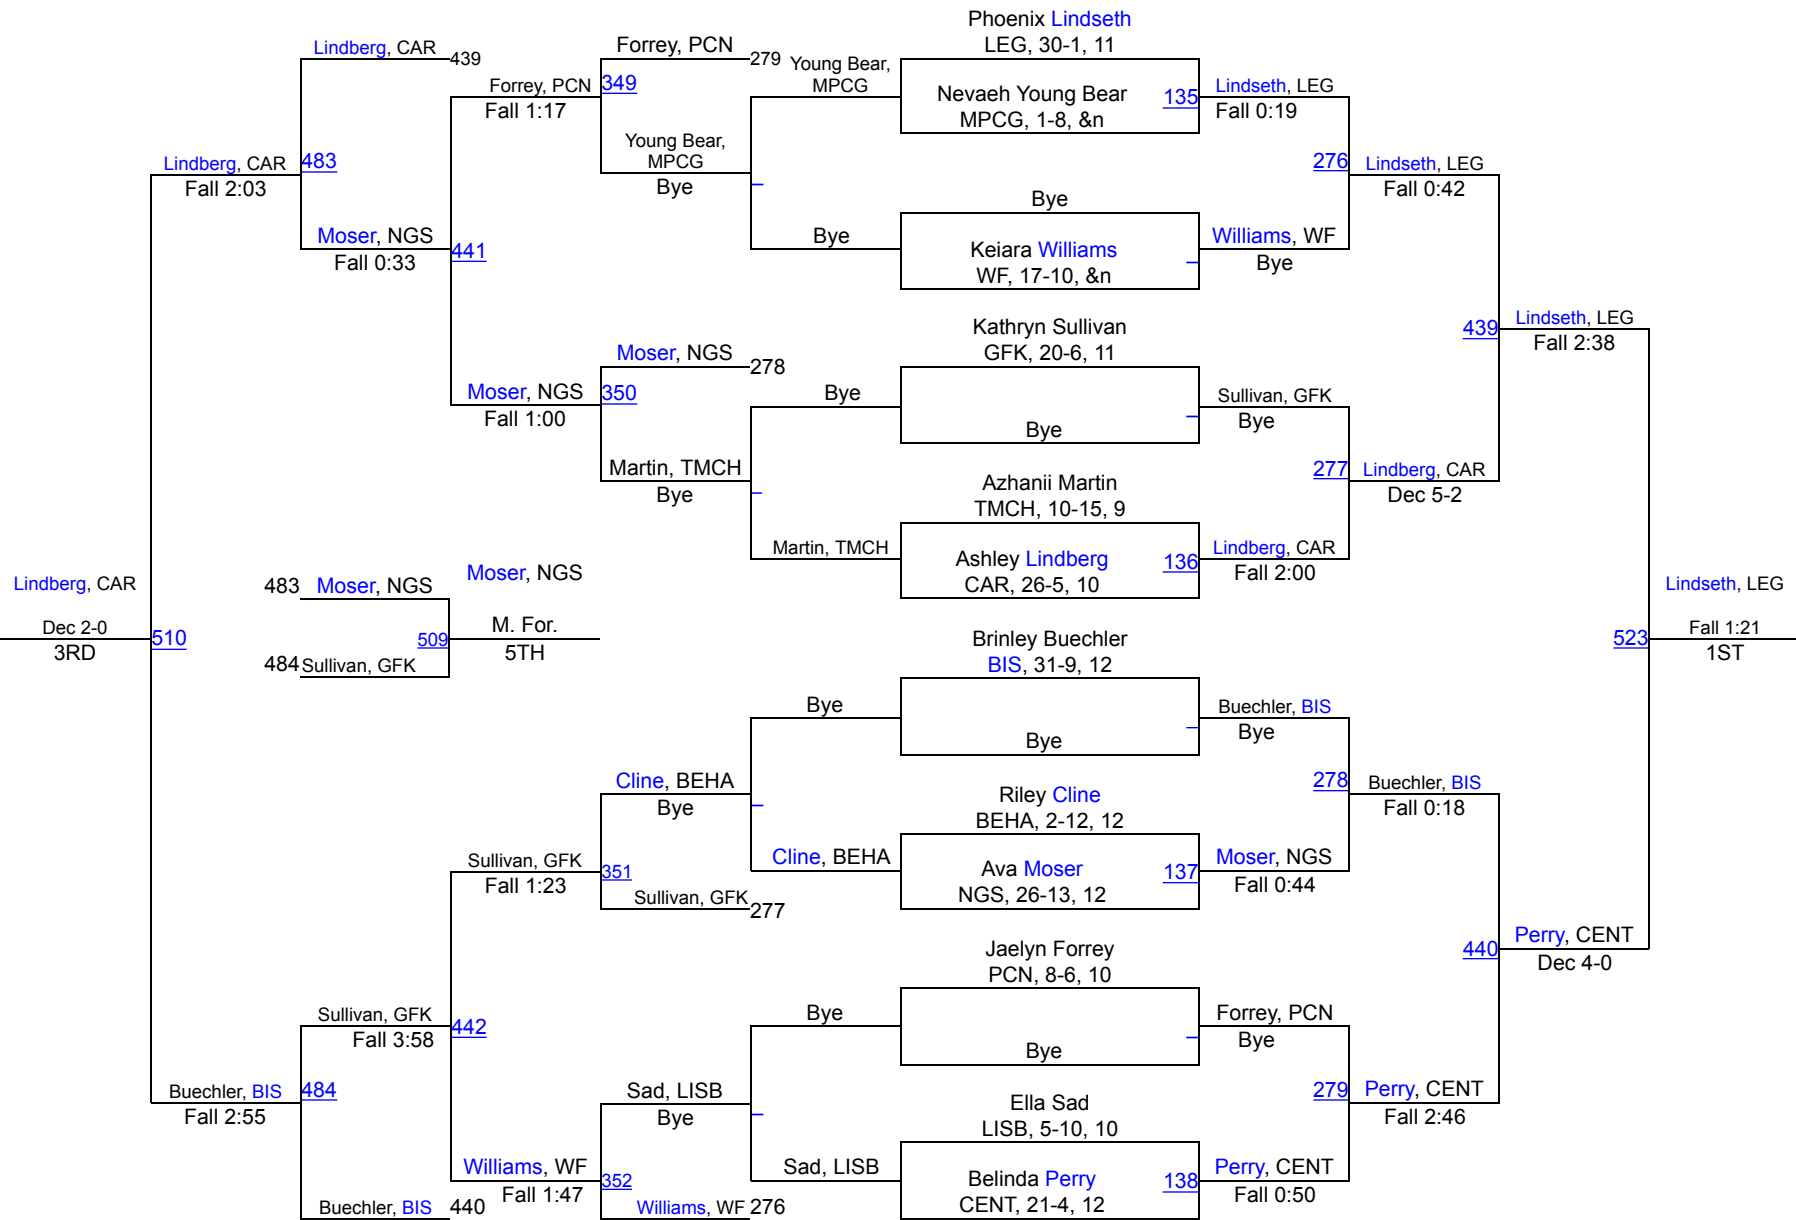 Phoenix Lindseth
LEG, 30-1, 11
Nevaeh Young Bear
MPCG, 1-8, &n
135
Bye
Keiara Williams
WF, 17-10, &n
Kathryn Sullivan
GFK, 20-6, 11
Bye
Azhanii Martin
TMCH, 10-15, 9
Ashley Lindberg
CAR, 26-5, 10
136
Brinley Buechler
BIS, 31-9, 12
Bye
Riley Cline
BEHA, 2-12, 12
Ava Moser
NGS, 26-13, 12
137
Jaelyn Forrey
PCN, 8-6, 10
Bye
Ella Sad
LISB, 5-10, 10
Belinda Perry
CENT, 21-4, 12
138
Lindseth, LEG
Fall 0:19
276
Williams, WF
Bye
Sullivan, GFK
Bye
277
Lindberg, CAR
Fall 2:00
Buechler, BIS
Bye
278
Moser, NGS
Fall 0:44
Forrey, PCN
Bye
279
Perry, CENT
Fall 0:50
Lindseth, LEG
Fall 0:42
439
Lindberg, CAR
Dec 5-2
Buechler, BIS
Fall 0:18
440
Perry, CENT
Fall 2:46
Lindseth, LEG
Fall 2:38
523
Perry, CENT
Dec 4-0
Lindseth, LEG
Fall 1:21
1ST
Young Bear,
MPCG
Bye
Bye
Martin, TMCH
Bye
Cline, BEHA
Bye
Sad, LISB
Forrey, PCN
279
349
Young Bear,
MPCG
Bye
Moser, NGS
278
350
Martin, TMCH
Bye
Cline, BEHA
Bye
351
Sullivan, GFK
277
Sad, LISB
Bye
352
Williams, WF
276
Forrey, PCN
Fall 1:17
441
Moser, NGS
Fall 1:00
Sullivan, GFK
Fall 1:23
442
Williams, WF
Fall 1:47
Lindberg, CAR
439
483
Moser, NGS
Fall 0:33
Sullivan, GFK
Fall 3:58
484
Buechler, BIS
440
Lindberg, CAR
Fall 2:03
510
Buechler, BIS
Fall 2:55
Lindberg, CAR
Dec 2-0
3RD
483
Moser, NGS
509
484
Sullivan, GFK
Moser, NGS
M. For.
5TH